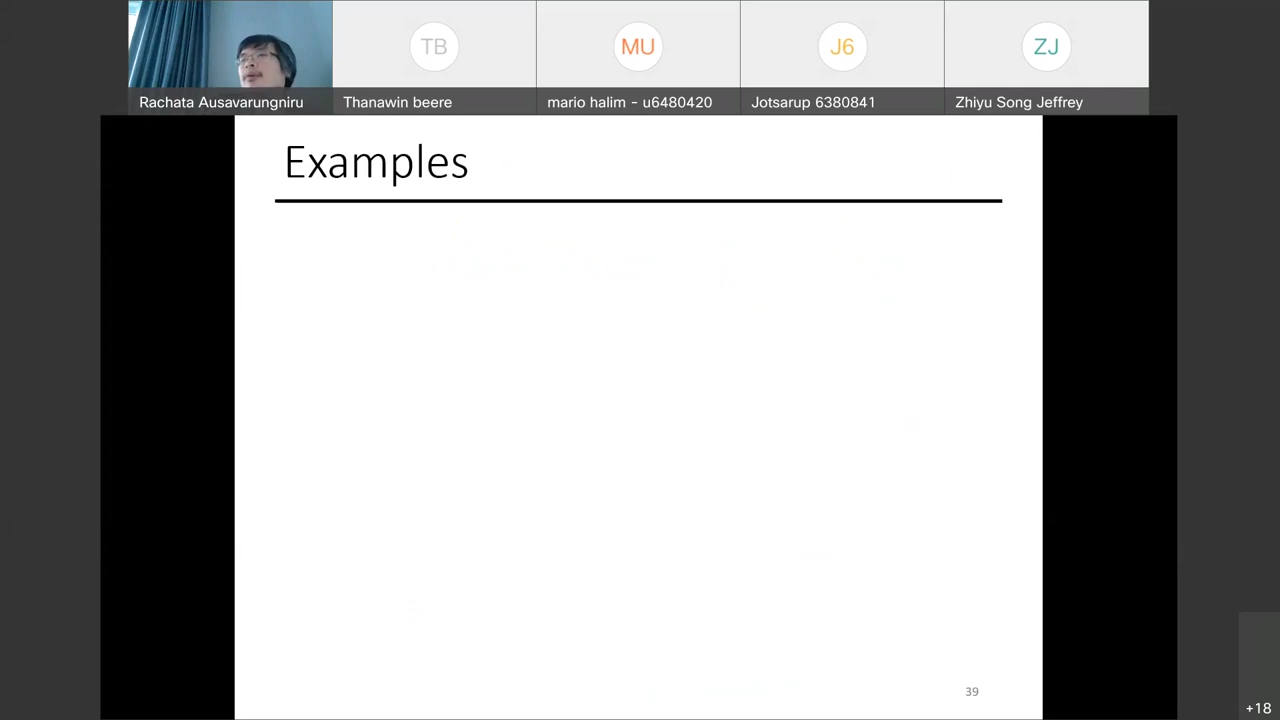 TB
MU
J6
ZJ
Rachata Ausavarungniru
Thanawin beere
mario halim - u6480420
Jotsarup 6380841
Zhiyu Song Jeffrey
Examples
39
+18